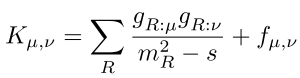 $K_{\mu,\nu} = \sum_{R} \frac{g_{R:\mu} g_{R:\nu}}{m_R^2 - s} + f_{\mu,\nu}$